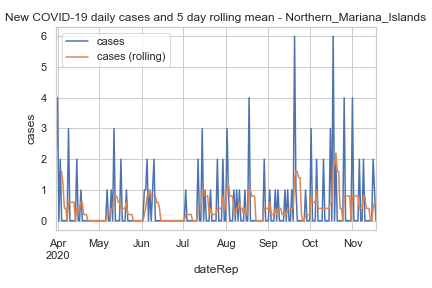 New COVID-19 daily cases and 5 day rolling mean - Northern_Mariana_Islands
cases
cases (rolling)
cases
6
5
4
3
2
1
0
Apr May Jun Jul Aug Sep Oct Nov
2020
dateRep